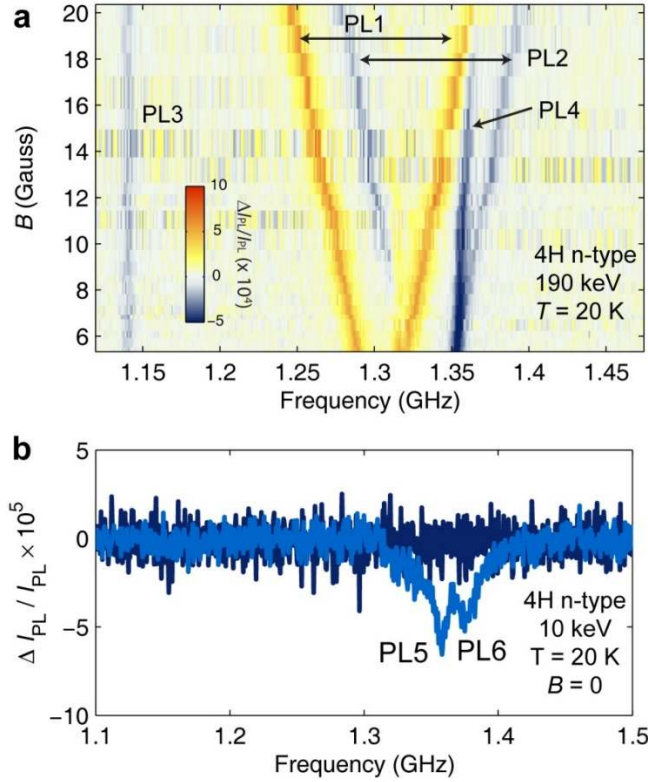 a
20
18
16
14
12
10
8
6
B (Gauss)
PL1
PL2
PL3
PL4
10
5
0
−5
ΔIPL/IPL (x 10⁴)
4H n-type
190 keV
T = 20 K
1.15 1.2 1.25 1.3 1.35 1.4 1.45
Frequency (GHz)
b
5
0
−5
−10
Δ IPL / IPL × 10⁵
PL5 PL6
4H n-type
10 keV
T = 20 K
B = 0
1.1 1.2 1.3 1.4 1.5
Frequency (GHz)